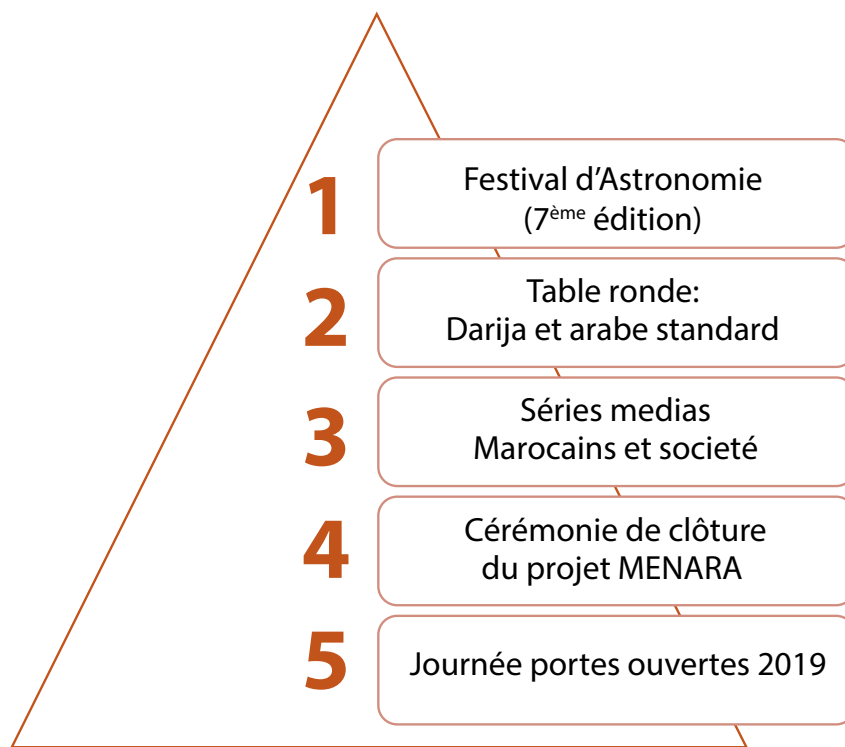 1
Festival d’Astronomie
(7ème édition)
2
Table ronde:
Darija et arabe standard
3
Séries medias
Marocains et societé
4
Cérémonie de clôture
du projet MENARA
5
Journée portes ouvertes 2019